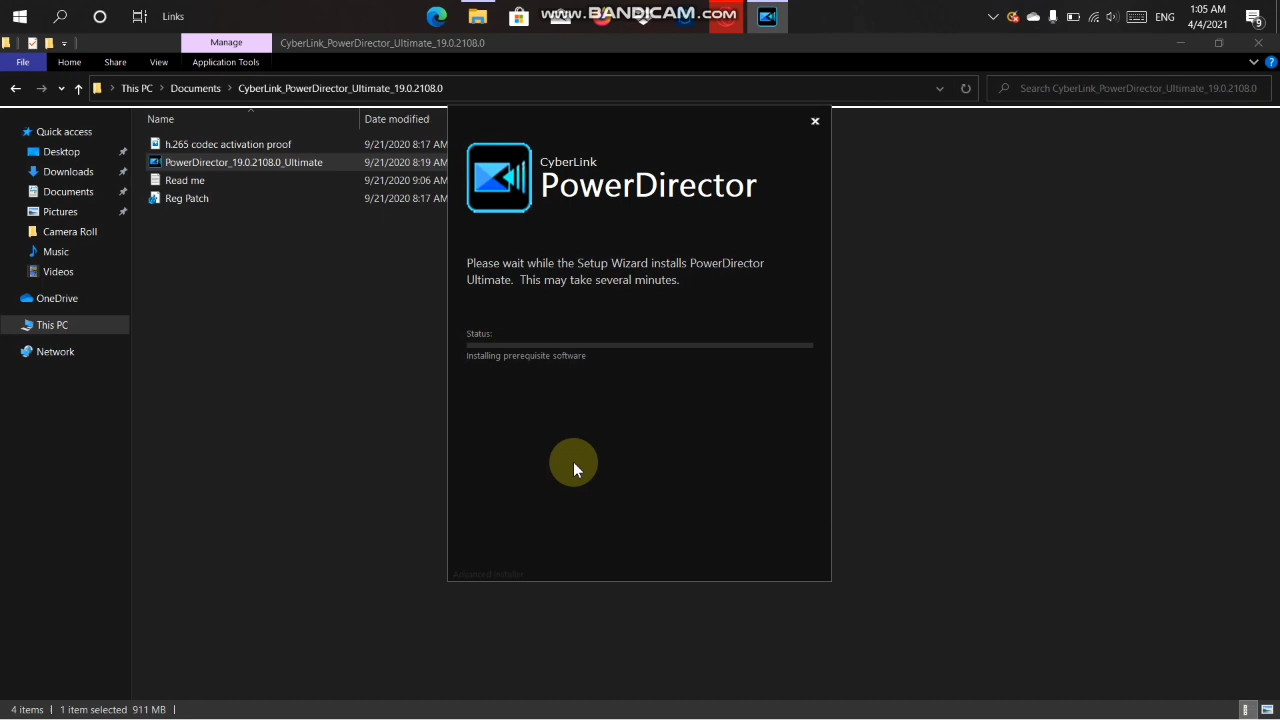 Links
www.BANDICAM.com
ENG
1:05 AM
4/4/2021
9
Manage
CyberLink_PowerDirector_Ultimate_19.0.2108.0
File
Home
Share
View
Application Tools
This PC
Documents
CyberLink_PowerDirector_Ultimate_19.0.2108.0
Search CyberLink_PowerDirector_Ultimate_19.0.2108.0
Name
Date modified
Quick access
Desktop
Downloads
Documents
Pictures
Camera Roll
Music
Videos
OneDrive
This PC
Network
h.265 codec activation proof
9/21/2020 8:17 AM
PowerDirector_19.0.2108.0_Ultimate
9/21/2020 8:19 AM
Read me
9/21/2020 9:06 AM
Reg Patch
9/21/2020 8:17 AM
CyberLink
PowerDirector
Please wait while the Setup Wizard installs PowerDirector
Ultimate. This may take several minutes.
Status:
Installing prerequisite software
Advanced Installer
4 items
1 item selected 911 MB